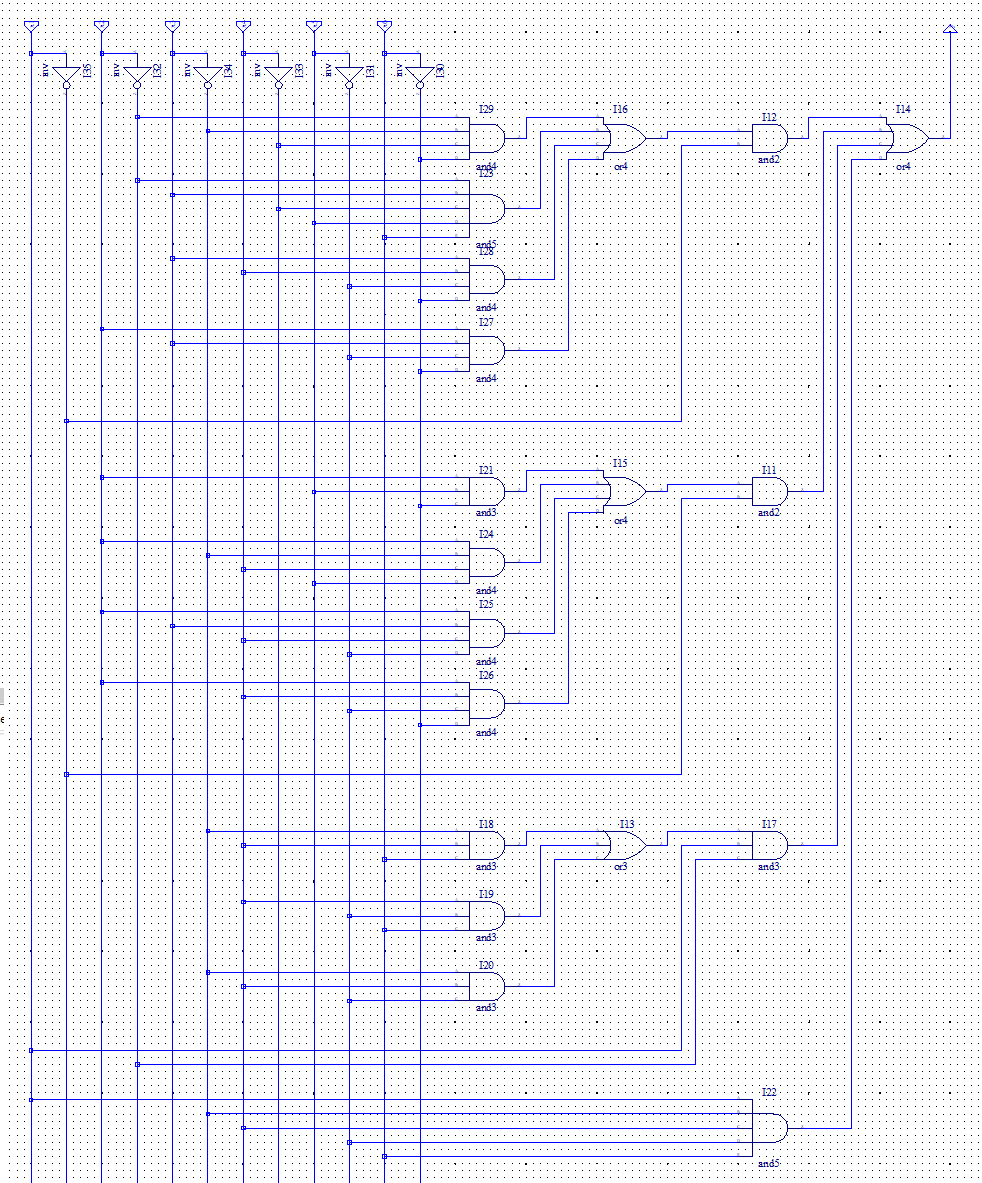 inv I35 inv I32 inv I34 inv I33 inv I31 inv I30
I29 I16 I14
I12
and4 or4 and2 or4
I23
and5
I28
and4
I27
and4
I21 I15 I11
and3 or4 and2
I24
and4
I25
and4
I26
and4
e
I18 I13 I17
and3 or3 and3
I19
and3
I20
and3
I22
and5